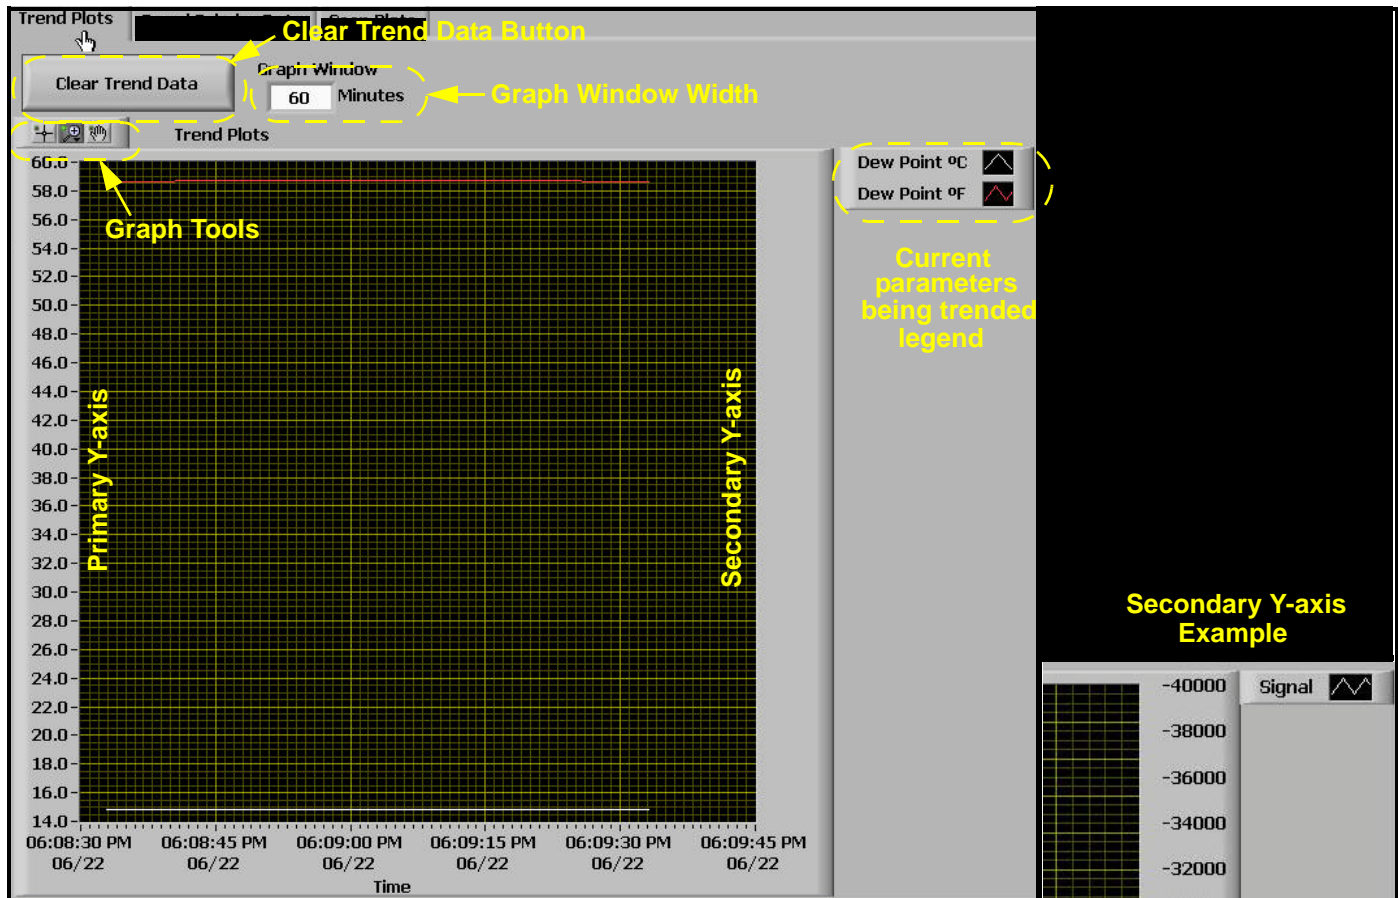 Trend Plots
Clear Trend Data Button
Clear Trend Data
Graph Window
60 Minutes
Graph Window Width
Trend Plots
Dew Point ºC
Dew Point ºF
Graph Tools
Current
parameters
being trended
legend
60.0
58.0
56.0
54.0
52.0
50.0
48.0
46.0
44.0
42.0
40.0
38.0
36.0
34.0
32.0
30.0
28.0
26.0
24.0
22.0
20.0
18.0
16.0
14.0
Primary Y-axis
Secondary Y-axis
06:08:30 PM 06:08:45 PM 06:09:00 PM 06:09:15 PM 06:09:30 PM 06:09:45 PM
06/22 06/22 06/22 06/22 06/22 06/22
Time
Secondary Y-axis
Example
-40000
-38000
-36000
-34000
-32000
Signal